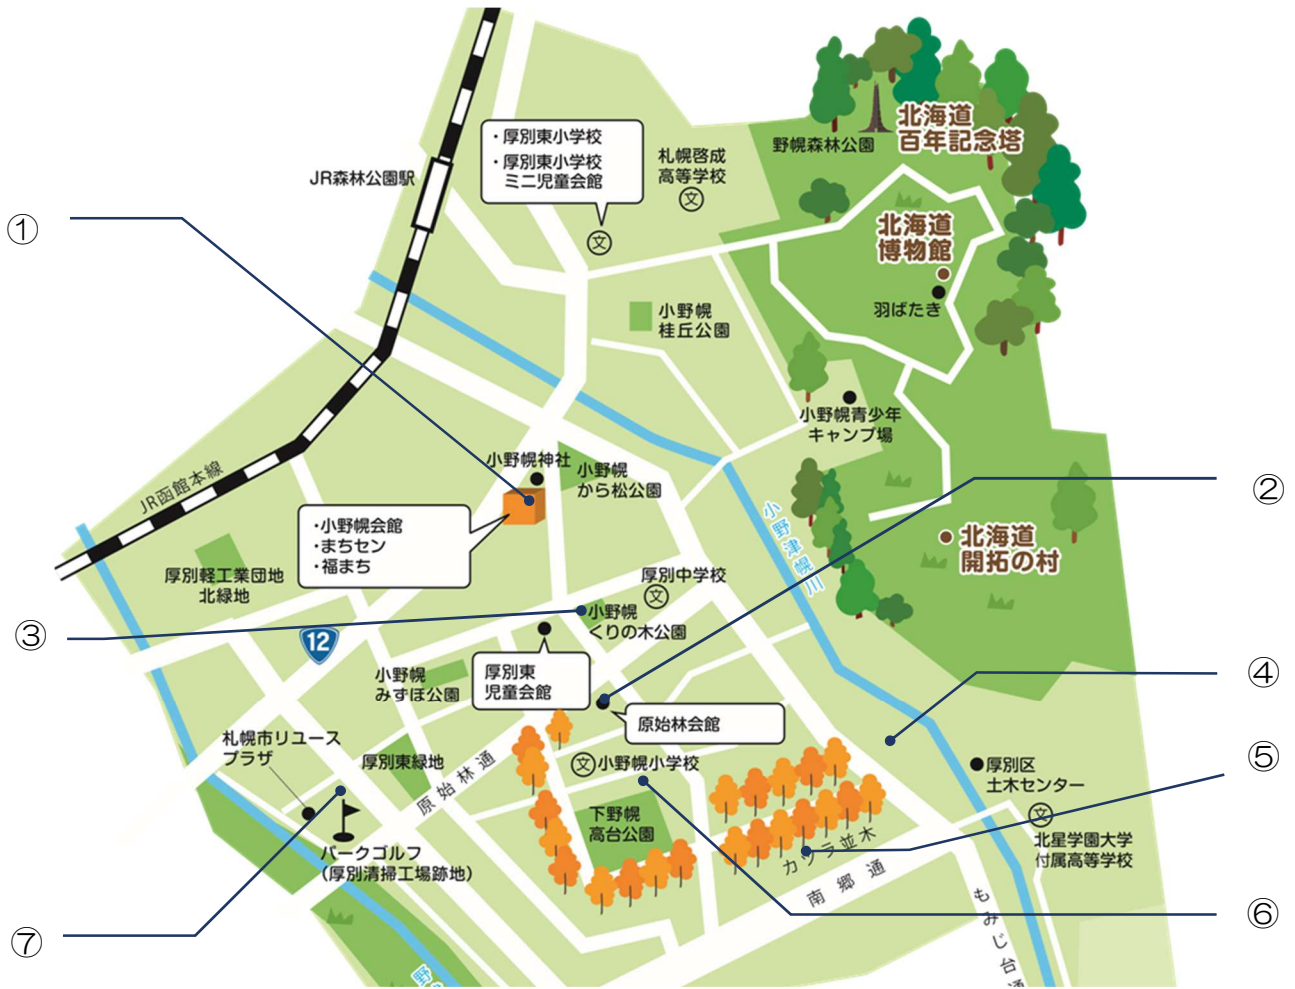 北海道
百年記念塔
野幌森林公園
・厚別東小学校
・厚別東小学校
ミニ児童会館
札幌啓成
高等学校
文
文
JR森林公園駅
①
北海道
博物館
羽ばたき
小野幌
桂丘公園
小野幌青少年
キャンプ場
小野幌神社
小野幌
から松公園
JR函館本線
②
・小野幌会館
・まちセン
・福まち
小野津幌川
北海道
開拓の村
厚別軽工業団地
北緑地
厚別中学校
文
③
12
小野幌
くりの木公園
小野幌
みずほ公園
厚別東
児童会館
④
原始林会館
札幌市リユース
プラザ
厚別東緑地
原始林通
文小野幌小学校
⑤
厚別区
土木センター
下野幌
高台公園
文
北星学園大学
付属高等学校
カツラ並木
パークゴルフ
(厚別清掃工場跡地)
南郷通
⑥
⑦
もみじ台通
野